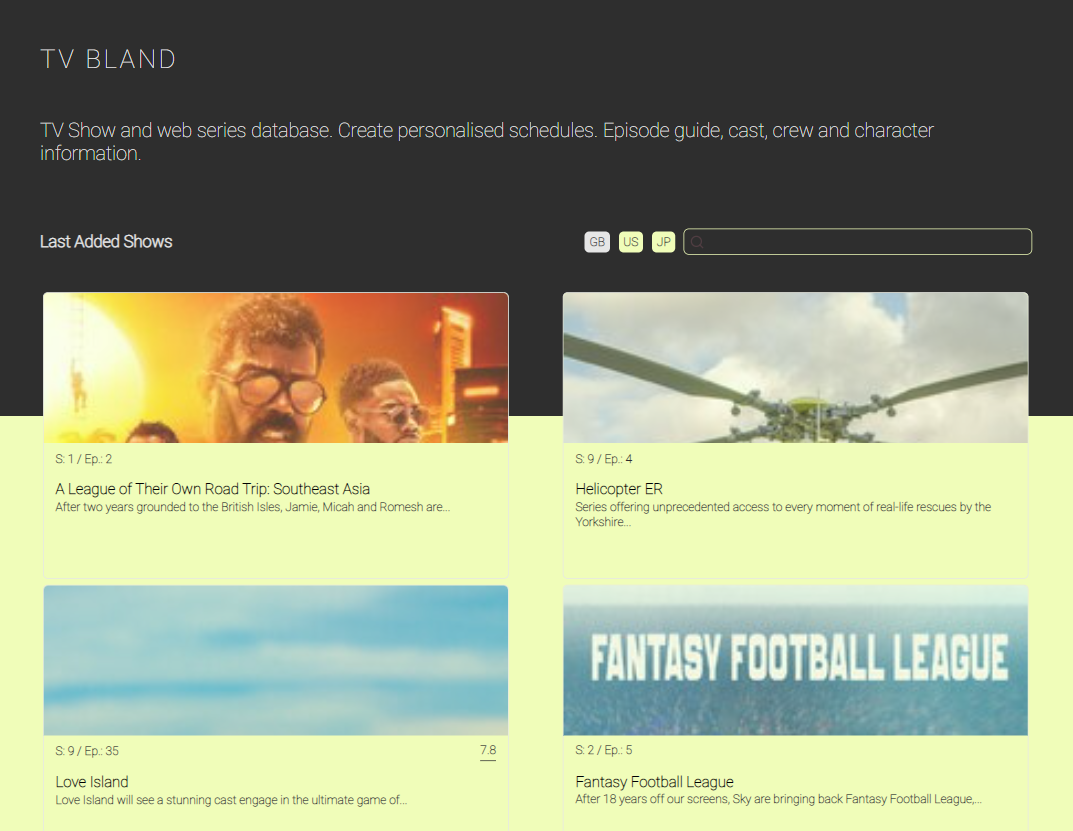 TV BLAND
TV Show and web series database. Create personalised schedules. Episode guide, cast, crew and character
information.
Last Added Shows
GB US JP
S: 1 / Ep.: 2
A League of Their Own Road Trip: Southeast Asia
After two years grounded to the British Isles, Jamie, Micah and Romesh are...
S: 9 / Ep.: 4
Helicopter ER
Series offering unprecedented access to every moment of real-life rescues by the
Yorkshire...
S: 9 / Ep.: 35
7.8
Love Island
Love Island will see a stunning cast engage in the ultimate game of...
FANTASY FOOTBALL LEAGUE
S: 2 / Ep.: 5
Fantasy Football League
After 18 years off our screens, Sky are bringing back Fantasy Football League,...